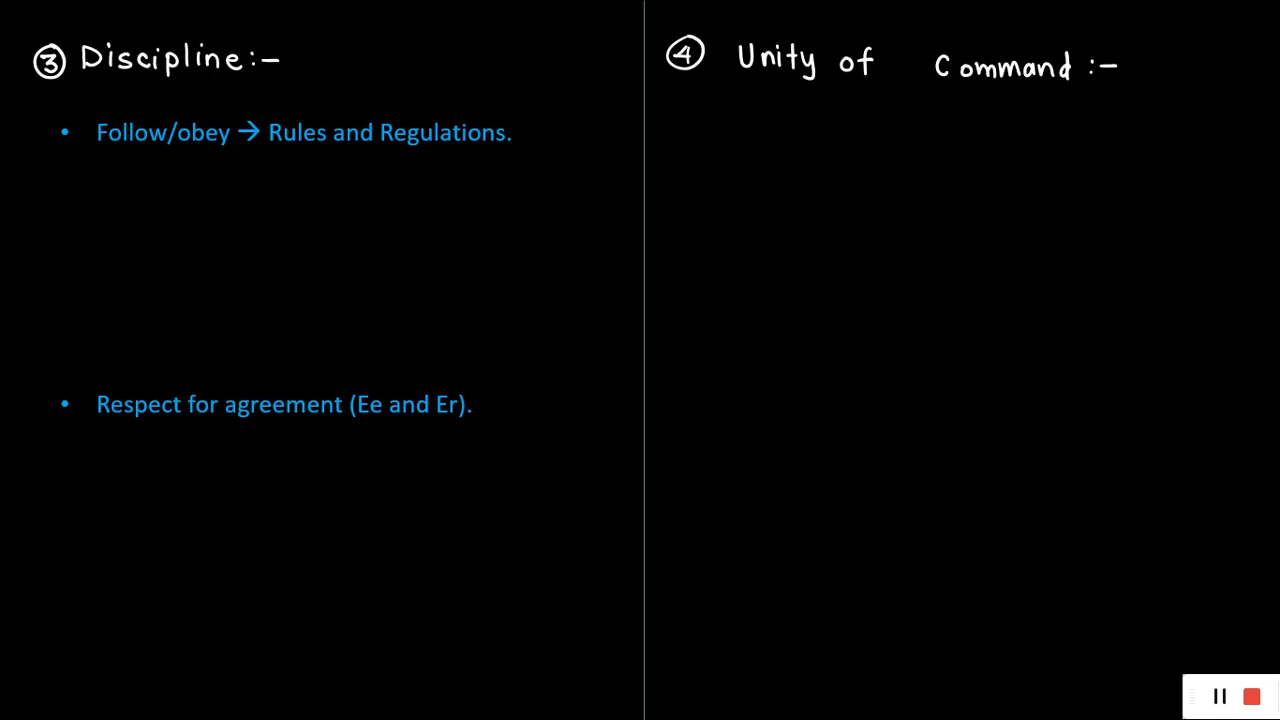 ③ Discipline:-
• Follow/obey → Rules and Regulations.
• Respect for agreement (Ee and Er).
④ Unity of Command :-